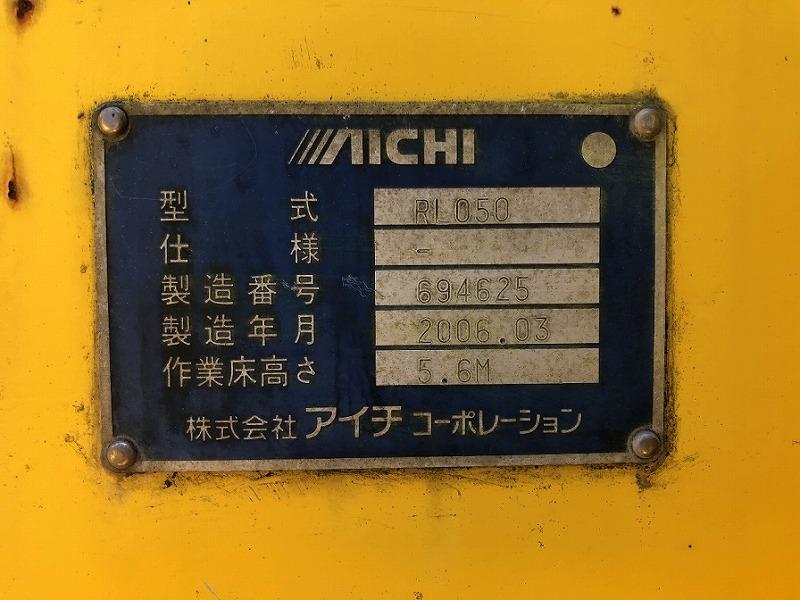 AICHI
型式 RL050
仕様 -
製造番号 694625
製造年月 2006.03
作業床高さ 5.6M
株式会社 アイチ コーポレーション